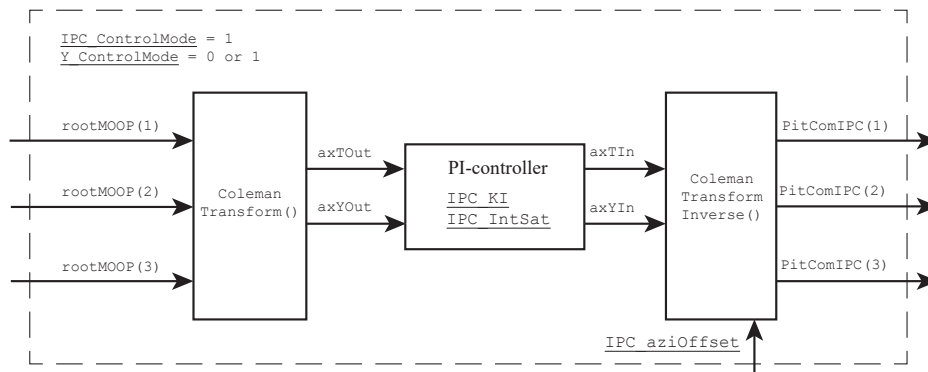 IPC_ControlMode = 1
Y_ControlMode = 0 or 1
rootMOOP(1)
rootMOOP(2)
rootMOOP(3)
Coleman
Transform()
axTOut
axYOut
PI-controller
IPC_KI
IPC_IntSat
axTIn
axYIn
Coleman
Transform
Inverse()
PitComIPC(1)
PitComIPC(2)
PitComIPC(3)
IPC_aziOffset